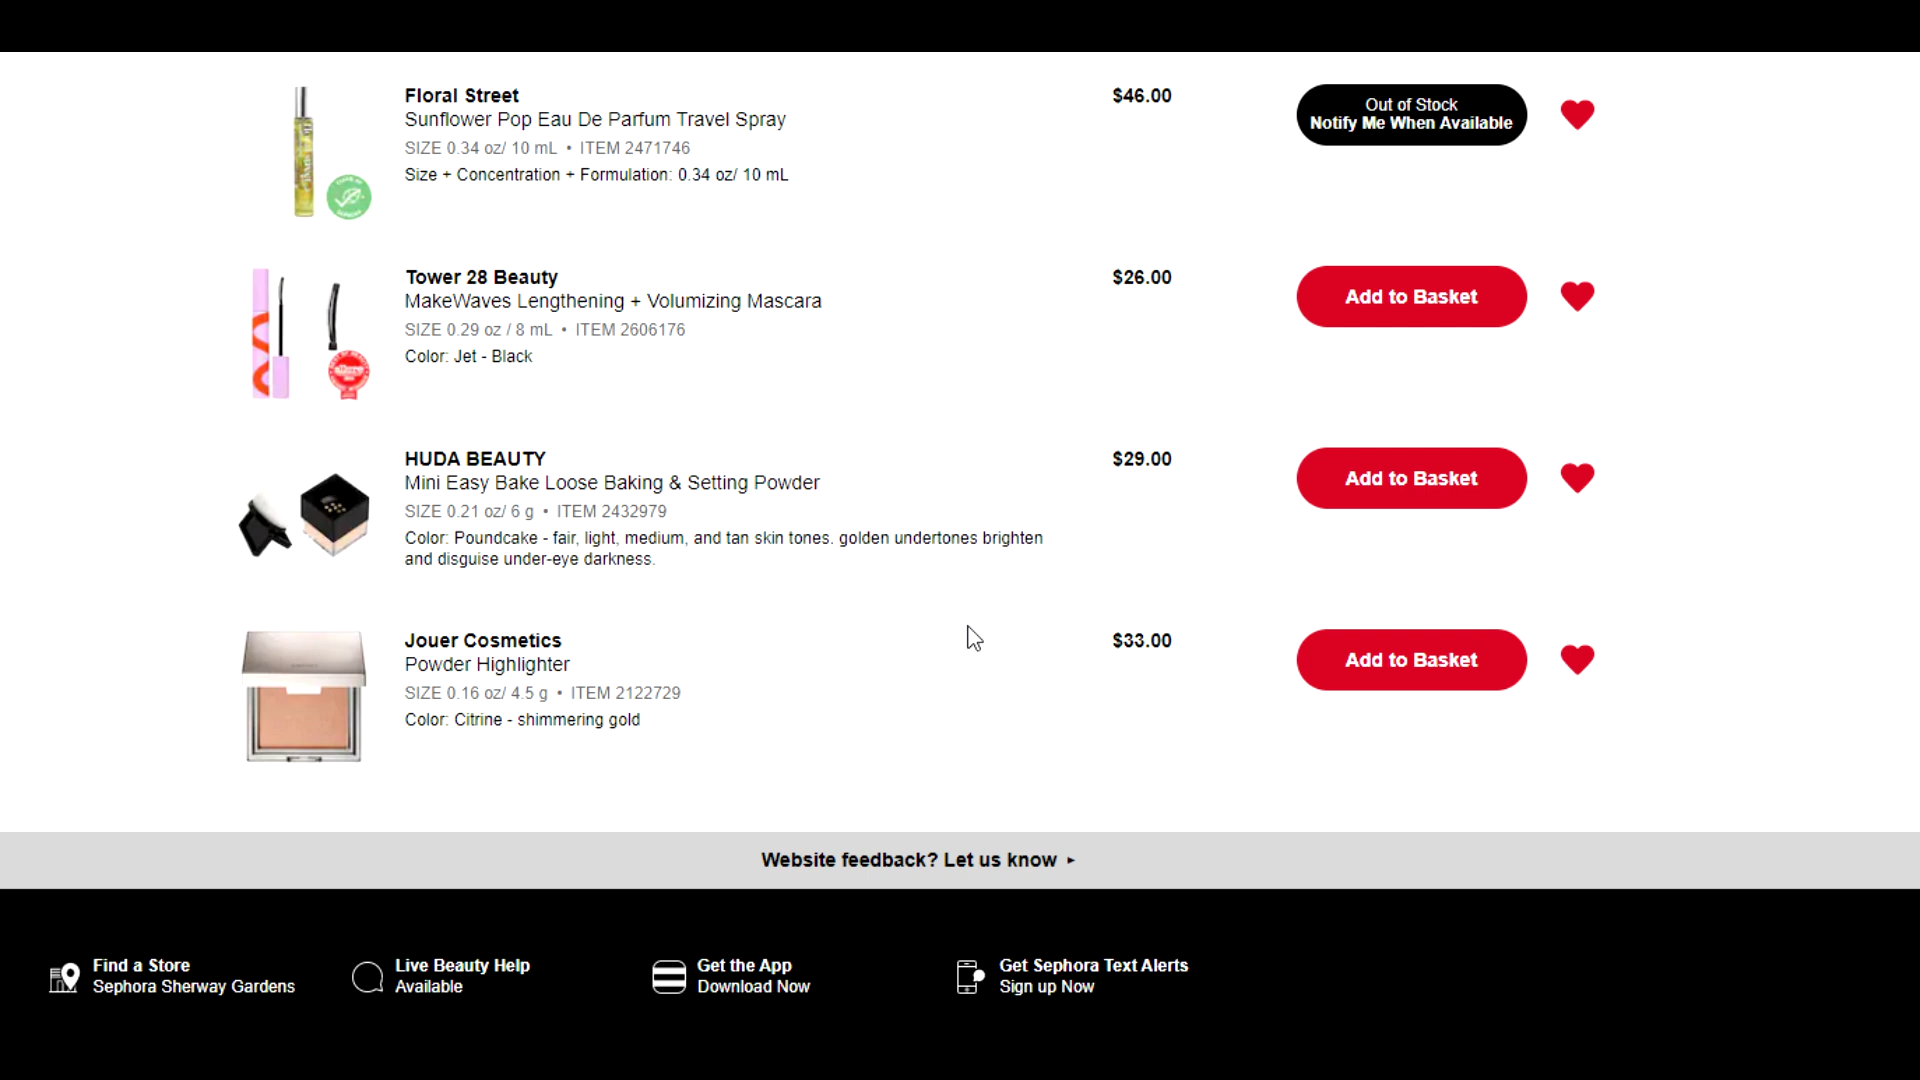 Floral Street
Sunflower Pop Eau De Parfum Travel Spray
SIZE 0.34 oz/ 10 mL • ITEM 2471746
Size + Concentration + Formulation: 0.34 oz/ 10 mL
$46.00
Out of Stock
Notify Me When Available
Tower 28 Beauty
MakeWaves Lengthening + Volumizing Mascara
SIZE 0.29 oz / 8 mL • ITEM 2606176
Color: Jet - Black
$26.00
Add to Basket
allure
HUDA BEAUTY
Mini Easy Bake Loose Baking & Setting Powder
SIZE 0.21 oz/ 6 g • ITEM 2432979
Color: Poundcake - fair, light, medium, and tan skin tones. golden undertones brighten
and disguise under-eye darkness.
$29.00
Add to Basket
Jouer Cosmetics
Powder Highlighter
SIZE 0.16 oz/ 4.5 g • ITEM 2122729
Color: Citrine - shimmering gold
$33.00
Add to Basket
Website feedback? Let us know ▸
Find a Store
Sephora Sherway Gardens
Live Beauty Help
Available
Get the App
Download Now
Get Sephora Text Alerts
Sign up Now